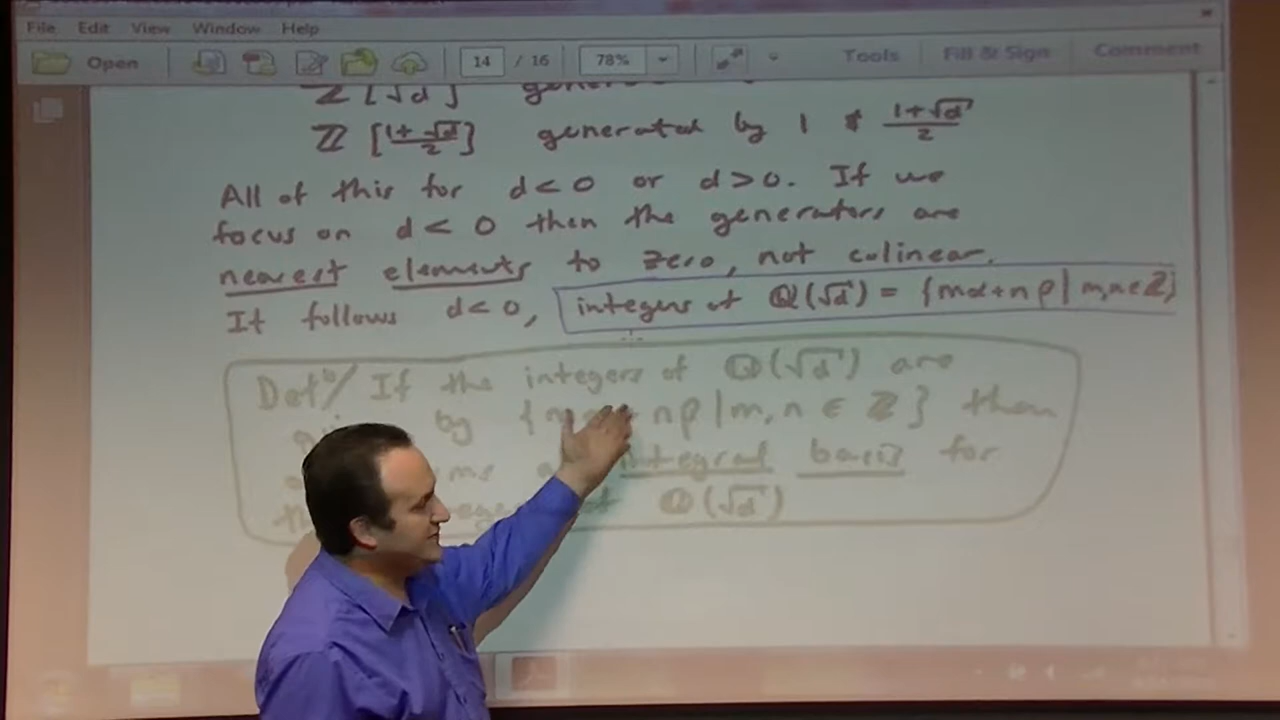 File Edit View Window Help
Open 14 / 16 78% Tools Fill & Sign Comment
ℤ [√d]
ℤ [1+√d/2] generated by 1 & 1+√d/2
All of this for d<0 or d>0. If we
focus on d<0 then the generators are
nearest elements to zero, not colinear.
It follows d<0, integers of ℚ(√d) = {mα+nβ | m,n∈ℤ}
Defⁿ/ If the integers of ℚ(√d) are
by {m + nβ | m, n ∈ ℤ} then
integral basis for
of ℚ(√d)